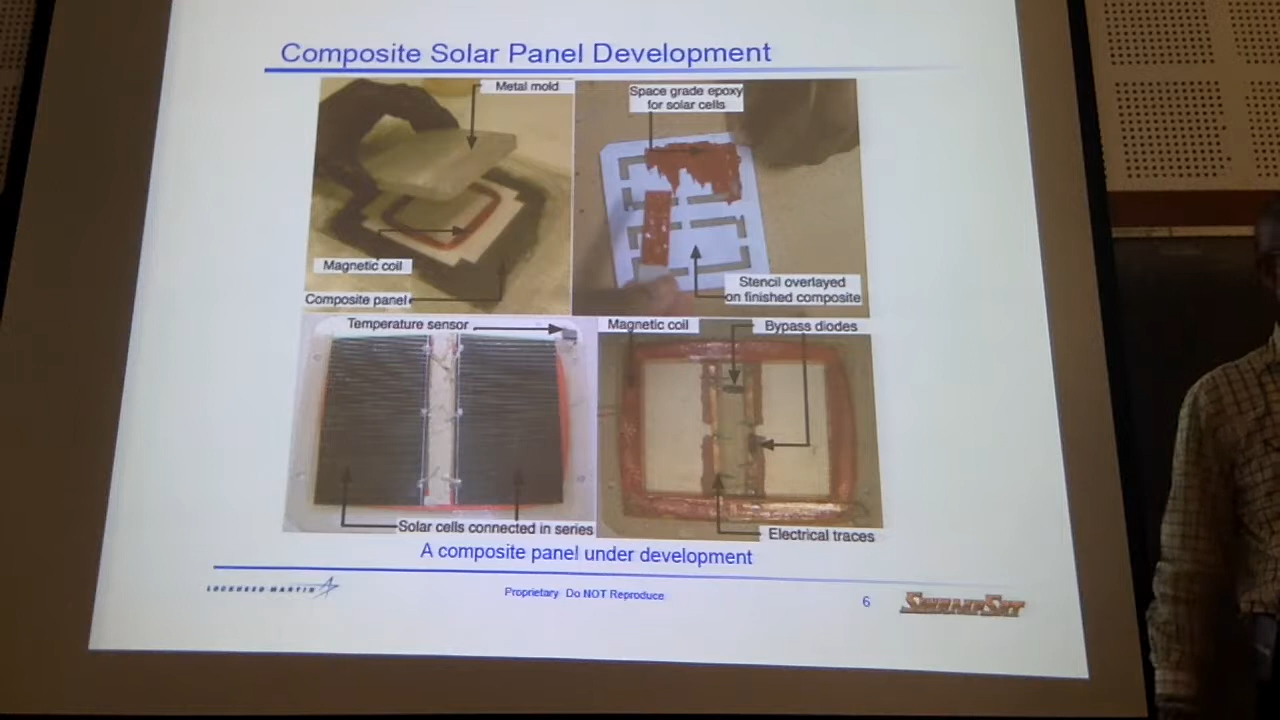 Composite Solar Panel Development
Metal mold
Space grade epoxy
for solar cells
Magnetic coil
Stencil overlayed
on finished composite
Composite panel
Temperature sensor
Magnetic coil
Bypass diodes
Solar cells connected in series
Electrical traces
A composite panel under development
LOCKHEED MARTIN
Proprietary Do NOT Reproduce
6
SwampSat